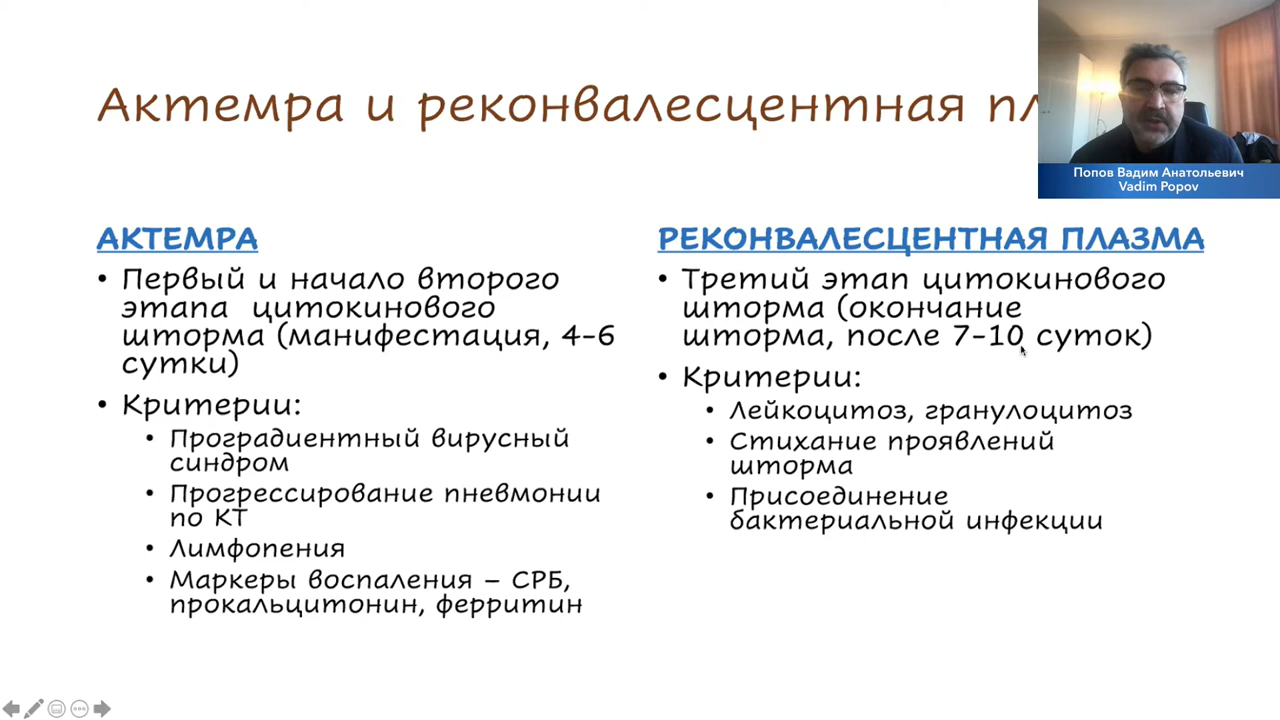 Актемра и реконвалесцентная
Попов Вадим Анатольевич
Vadim Popov
АКТЕМРА
• Первый и начало второго
этапа цитокинового
шторма (манифестация, 4-6
сутки)
• Критерии:
• Проградиентный вирусный
синдром
• Прогрессирование пневмонии
по КТ
• Лимфопения
• Маркеры воспаления – СРБ,
прокальцитонин, ферритин
РЕКОНВАЛЕСЦЕНТНАЯ ПЛАЗМА
• Третий этап цитокинового
шторма (окончание
шторма, после 7-10 суток)
• Критерии:
• Лейкоцитоз, гранулоцитоз
• Стихание проявлений
шторма
• Присоединение
бактериальной инфекции